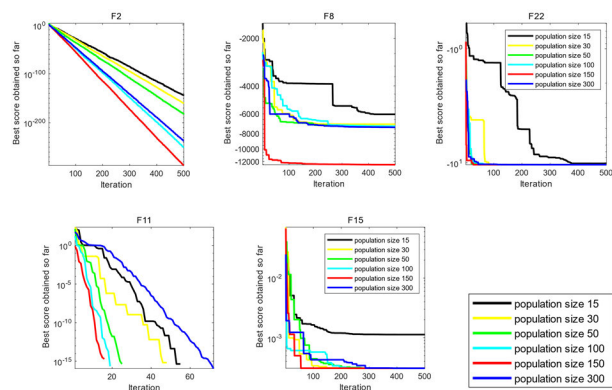 F2
Best score obtained so far
10^0
10^-100
10^-200
100 200 300 400 500
Iteration
F8
Best score obtained so far
-2000
-4000
-6000
-8000
-10000
-12000
0 100 200 300 400 500
Iteration
F22
Best score obtained so far
-10^0
-10^1
100 200 300 400 500
Iteration
population size 15
population size 30
population size 50
population size 100
population size 150
population size 300
F11
Best score obtained so far
10^0
10^-5
10^-10
10^-15
20 40 60
Iteration
F15
Best score obtained so far
10^-2
10^-3
100 200 300 400 500
Iteration
population size 15
population size 30
population size 50
population size 100
population size 150
population size 300
population size 15
population size 30
population size 50
population size 100
population size 150
population size 300